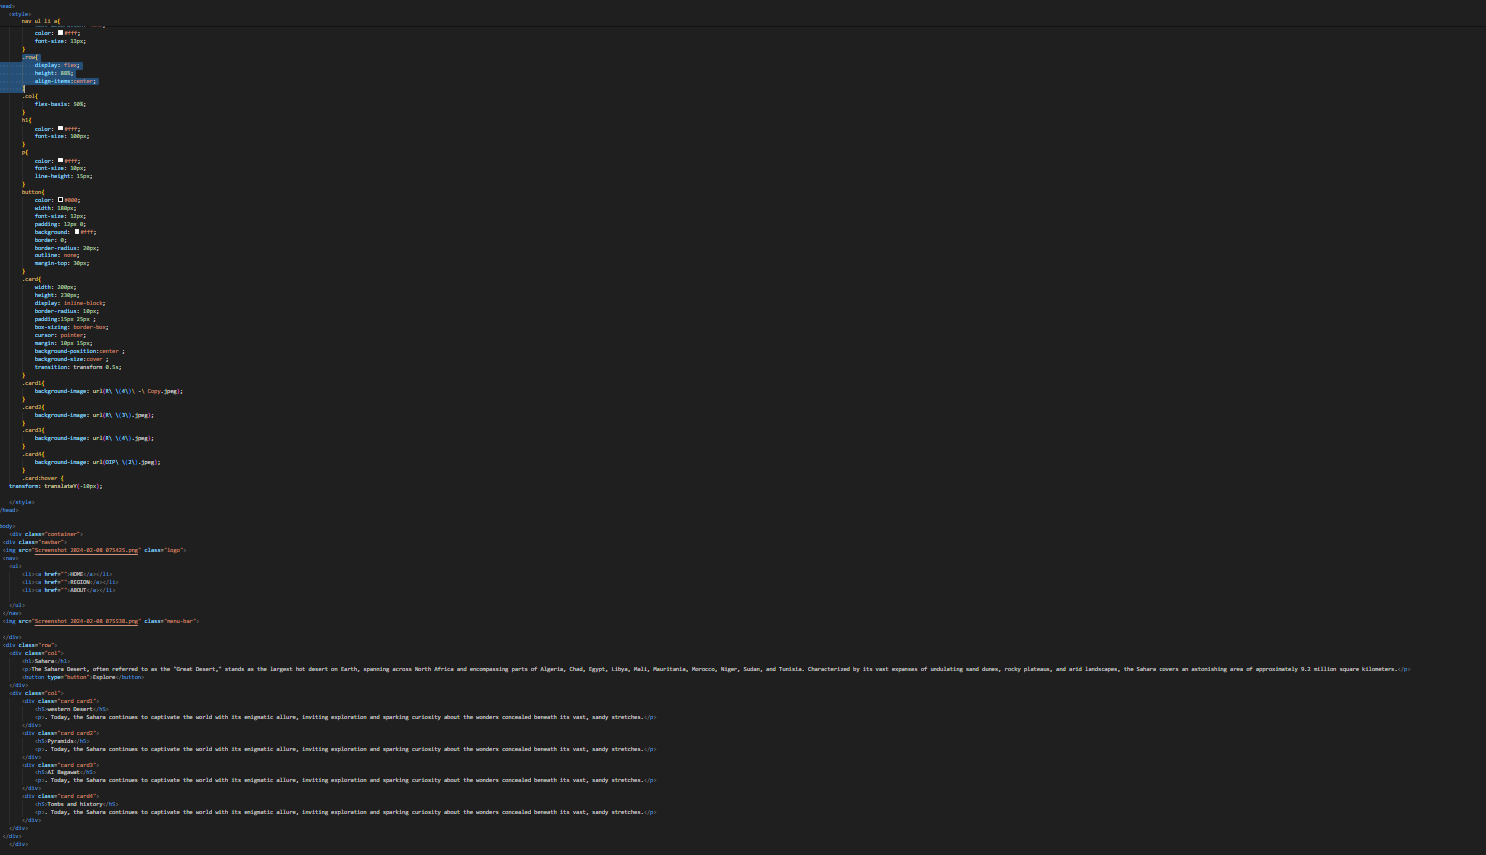 head>
<style>
nav ul li a{
color: #fff;
font-size: 13px;
}
.row{
display: flex;
height: 88%;
align-items:center;
}
.col{
flex-basis: 50%;
}
h1{
color: #fff;
font-size: 100px;
}
p{
color: #fff;
font-size: 10px;
line-height: 15px;
}
button{
color: #000;
width: 180px;
font-size: 12px;
padding: 12px 0;
background: #fff;
border: 0;
border-radius: 20px;
outline: none;
margin-top: 30px;
}
.card{
width: 200px;
height: 230px;
display: inline-block;
border-radius: 10px;
padding:15px 25px ;
box-sizing: border-box;
cursor: pointer;
margin: 10px 15px;
background-position:center ;
background-size:cover ;
transition: transform 0.5s;
}
.card1{
background-image: url(R\ \(4\)\ -\ Copy.jpeg);
}
.card2{
background-image: url(R\ \(3\).jpeg);
}
.card3{
background-image: url(R\ \(4\).jpeg);
}
.card4{
background-image: url(OIP\ \(2\).jpeg);
}
.card:hover {
transform: translateY(-10px);
</style>
/head>
body>
<div class="container">
<div class="navbar">
<img src="Screenshot 2024-02-08 075425.png" class="logo">
<nav>
<ul>
<li><a href="">HOME</a></li>
<li><a href="">REGION</a></li>
<li><a href="">ABOUT</a></li>
</ul>
</nav>
<img src="Screenshot 2024-02-08 075538.png" class="menu-bar">
</div>
<div class="row">
<div class="col">
<h1>Sahara</h1>
<p>The Sahara Desert, often referred to as the "Great Desert," stands as the largest hot desert on Earth, spanning across North Africa and encompassing parts of Algeria, Chad, Egypt, Libya, Mali, Mauritania, Morocco, Niger, Sudan, and Tunisia. Characterized by its vast expanses of undulating sand dunes, rocky plateaus, and arid landscapes, the Sahara covers an astonishing area of approximately 9.2 million square kilometers.</p>
<button type="button">Explore</button>
</div>
<div class="col">
<div class="card card1">
<h5>western Desert</h5>
<p>. Today, the Sahara continues to captivate the world with its enigmatic allure, inviting exploration and sparking curiosity about the wonders concealed beneath its vast, sandy stretches.</p>
</div>
<div class="card card2">
<h5>Pyramids</h5>
<p>. Today, the Sahara continues to captivate the world with its enigmatic allure, inviting exploration and sparking curiosity about the wonders concealed beneath its vast, sandy stretches.</p>
</div>
<div class="card card3">
<h5>AI Bagawat</h5>
<p>. Today, the Sahara continues to captivate the world with its enigmatic allure, inviting exploration and sparking curiosity about the wonders concealed beneath its vast, sandy stretches.</p>
</div>
<div class="card card4">
<h5>Tombs and history</h5>
<p>. Today, the Sahara continues to captivate the world with its enigmatic allure, inviting exploration and sparking curiosity about the wonders concealed beneath its vast, sandy stretches.</p>
</div>
</div>
</div>
</div>